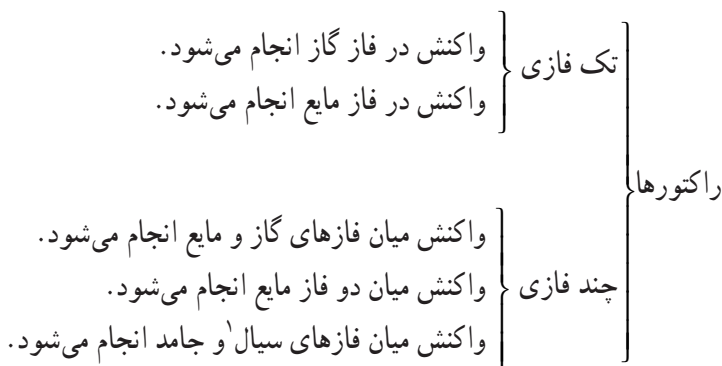 راکتورها
تک فازی
واکنش در فاز گاز انجام می‌شود.
واکنش در فاز مایع انجام می‌شود.
چند فازی
واکنش میان فازهای گاز و مایع انجام می‌شود.
واکنش میان دو فاز مایع انجام می‌شود.
واکنش میان فازهای سیال۱ و جامد انجام می‌شود.